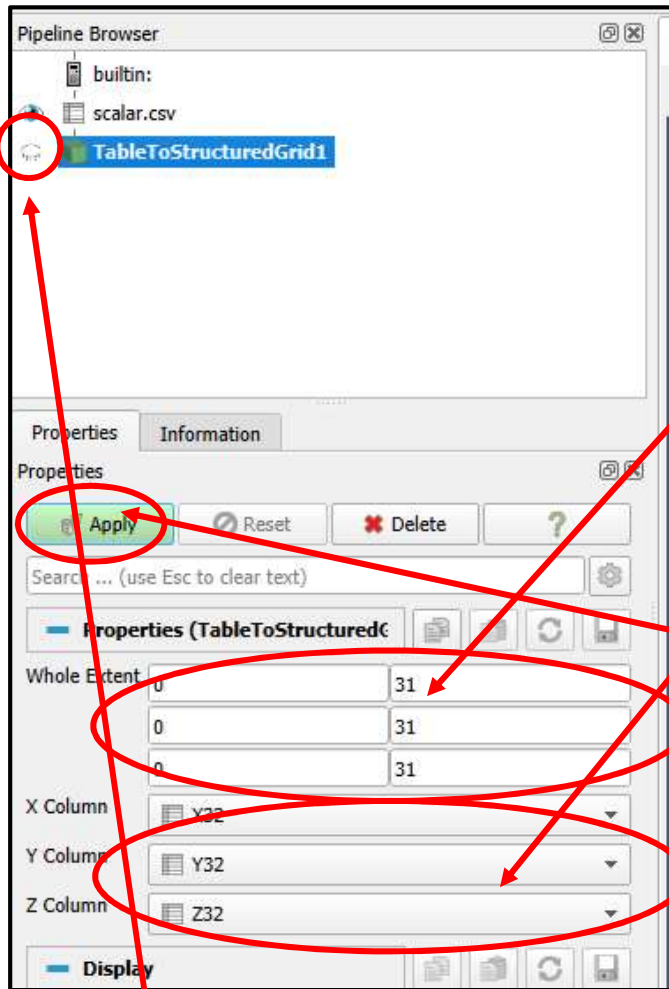 Pipeline Browser
builtin:
scalar.csv
TableToStructuredGrid1
Properties Information
Properties
Apply Reset Delete ?
Search ... (use Esc to clear text)
Properties (TableToStructuredG
Whole Extent 0 31
0 31
0 31
X Column X32
Y Column Y32
Z Column Z32
Display